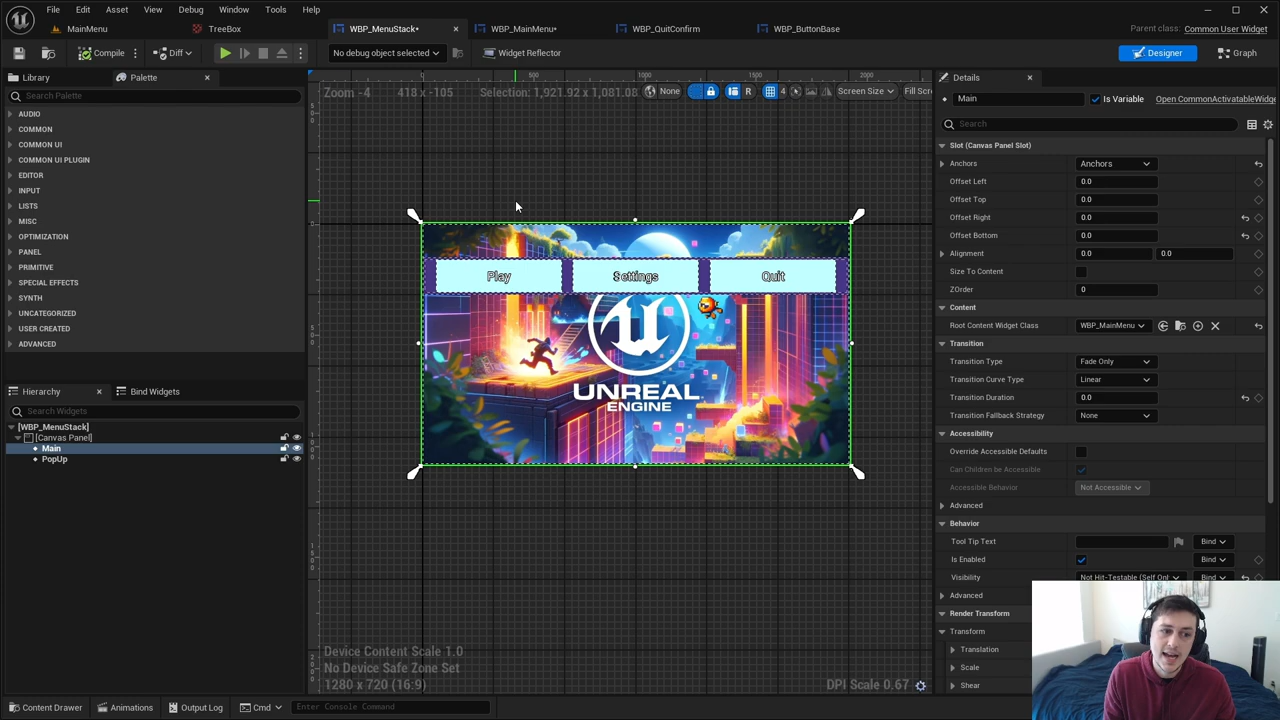 File Edit Asset View Debug Window Tools Help
MainMenu TreeBox WBP_MenuStack• WBP_MainMenu• WBP_QuitConfirm WBP_ButtonBase Parent class: Common User Widget
Compile Diff No debug object selected Widget Reflector Designer Graph
Library Palette
Search Palette
AUDIO
COMMON
COMMON UI
COMMON UI PLUGIN
EDITOR
INPUT
LISTS
MISC
OPTIMIZATION
PANEL
PRIMITIVE
SPECIAL EFFECTS
SYNTH
UNCATEGORIZED
USER CREATED
ADVANCED
Hierarchy Bind Widgets
Search Widgets
[WBP_MenuStack]
[Canvas Panel]
Main
PopUp
0 500 1000 1500 2000
Zoom -4 418 x -105 Selection: 1,921.92 x 1,081.08 None R 4 Screen Size Fill Scre
Play Settings Quit
UNREAL
ENGINE
Device Content Scale 1.0
No Device Safe Zone Set
1280 x 720 (16:9) DPI Scale 0.67
Details
Main Is Variable Open CommonActivatableWidge
Search
Slot (Canvas Panel Slot)
Anchors Anchors
Offset Left 0.0
Offset Top 0.0
Offset Right 0.0
Offset Bottom 0.0
Alignment 0.0 0.0
Size To Content
ZOrder 0
Content
Root Content Widget Class WBP_MainMenu
Transition
Transition Type Fade Only
Transition Curve Type Linear
Transition Duration 0.0
Transition Fallback Strategy None
Accessibility
Override Accessible Defaults
Can Children be Accessible
Accessible Behavior Not Accessible
Advanced
Behavior
Tool Tip Text Bind
Is Enabled Bind
Visibility Not Hit-Testable (Self Onl Bind
Advanced
Render Transform
Transform
Translation
Scale
Shear
Content Drawer Animations Output Log Cmd Enter Console Command